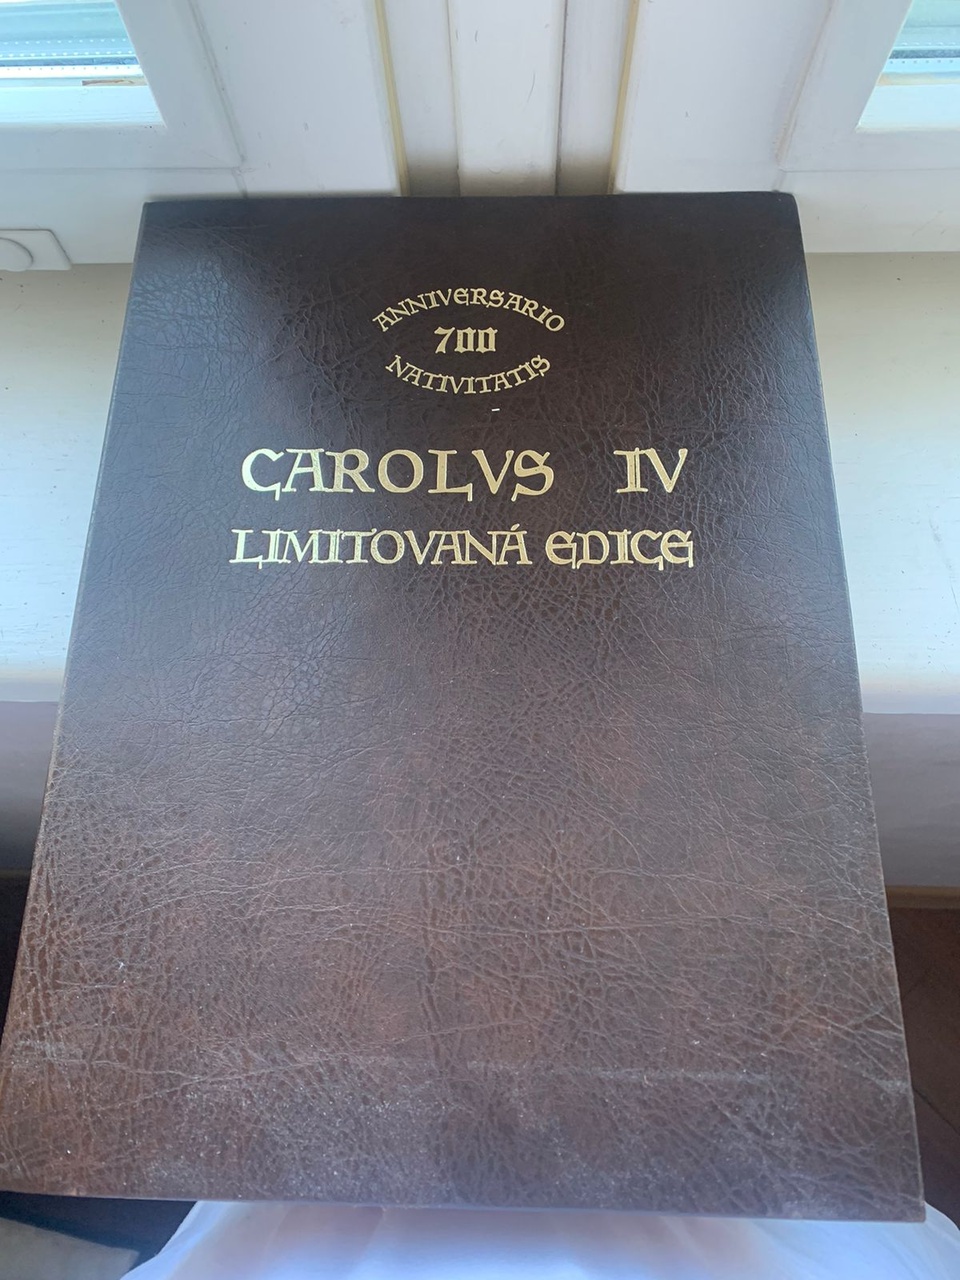 ANNIVERSARIO
700
NATIVITATIS
CAROLVS IV
LIMITOVANÁ EDICE